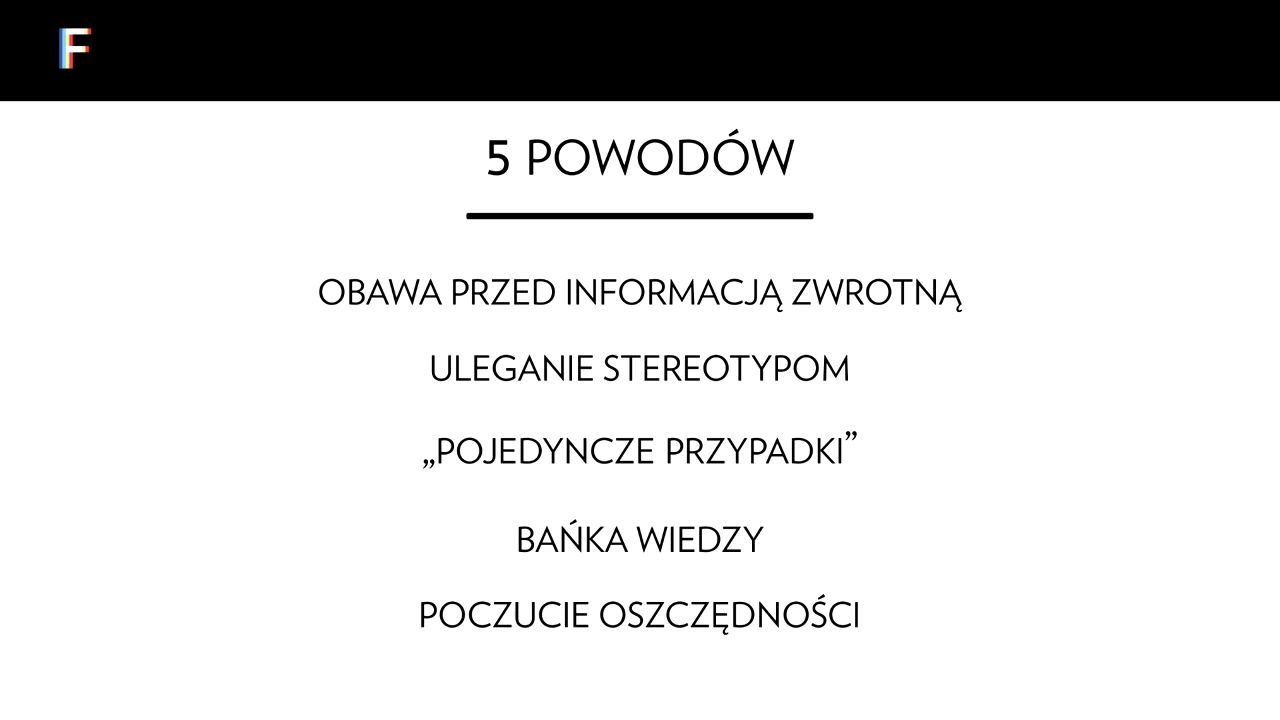 F
5 POWODÓW
OBAWA PRZED INFORMACJĄ ZWROTNĄ
ULEGANIE STEREOTYPOM
„POJEDYNCZE PRZYPADKI”
BAŃKA WIEDZY
POCZUCIE OSZCZĘDNOŚCI